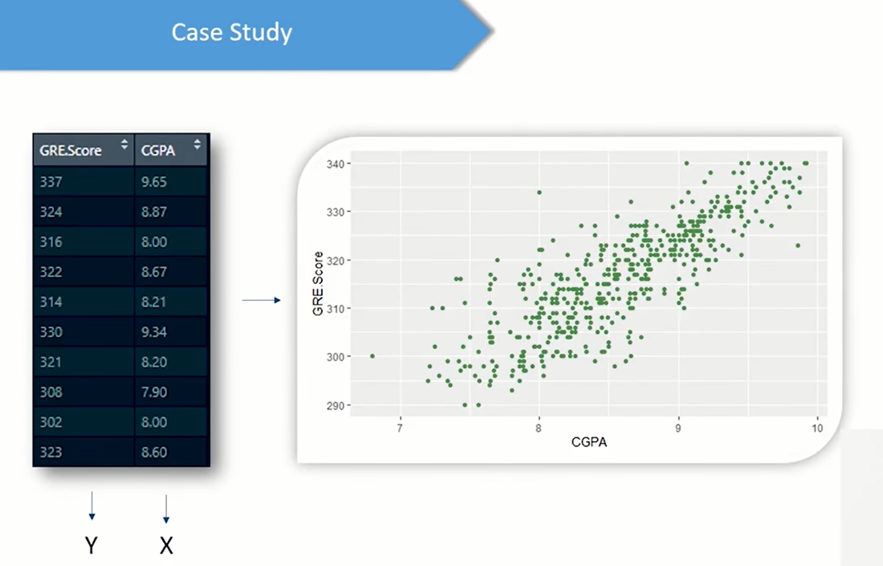 Case Study
GRE.Score CGPA
337 9.65
324 8.87
316 8.00
322 8.67
314 8.21
330 9.34
321 8.20
308 7.90
302 8.00
323 8.60
Y X
340
330
320
310
300
290
GRE.Score
7 8 9 10
CGPA